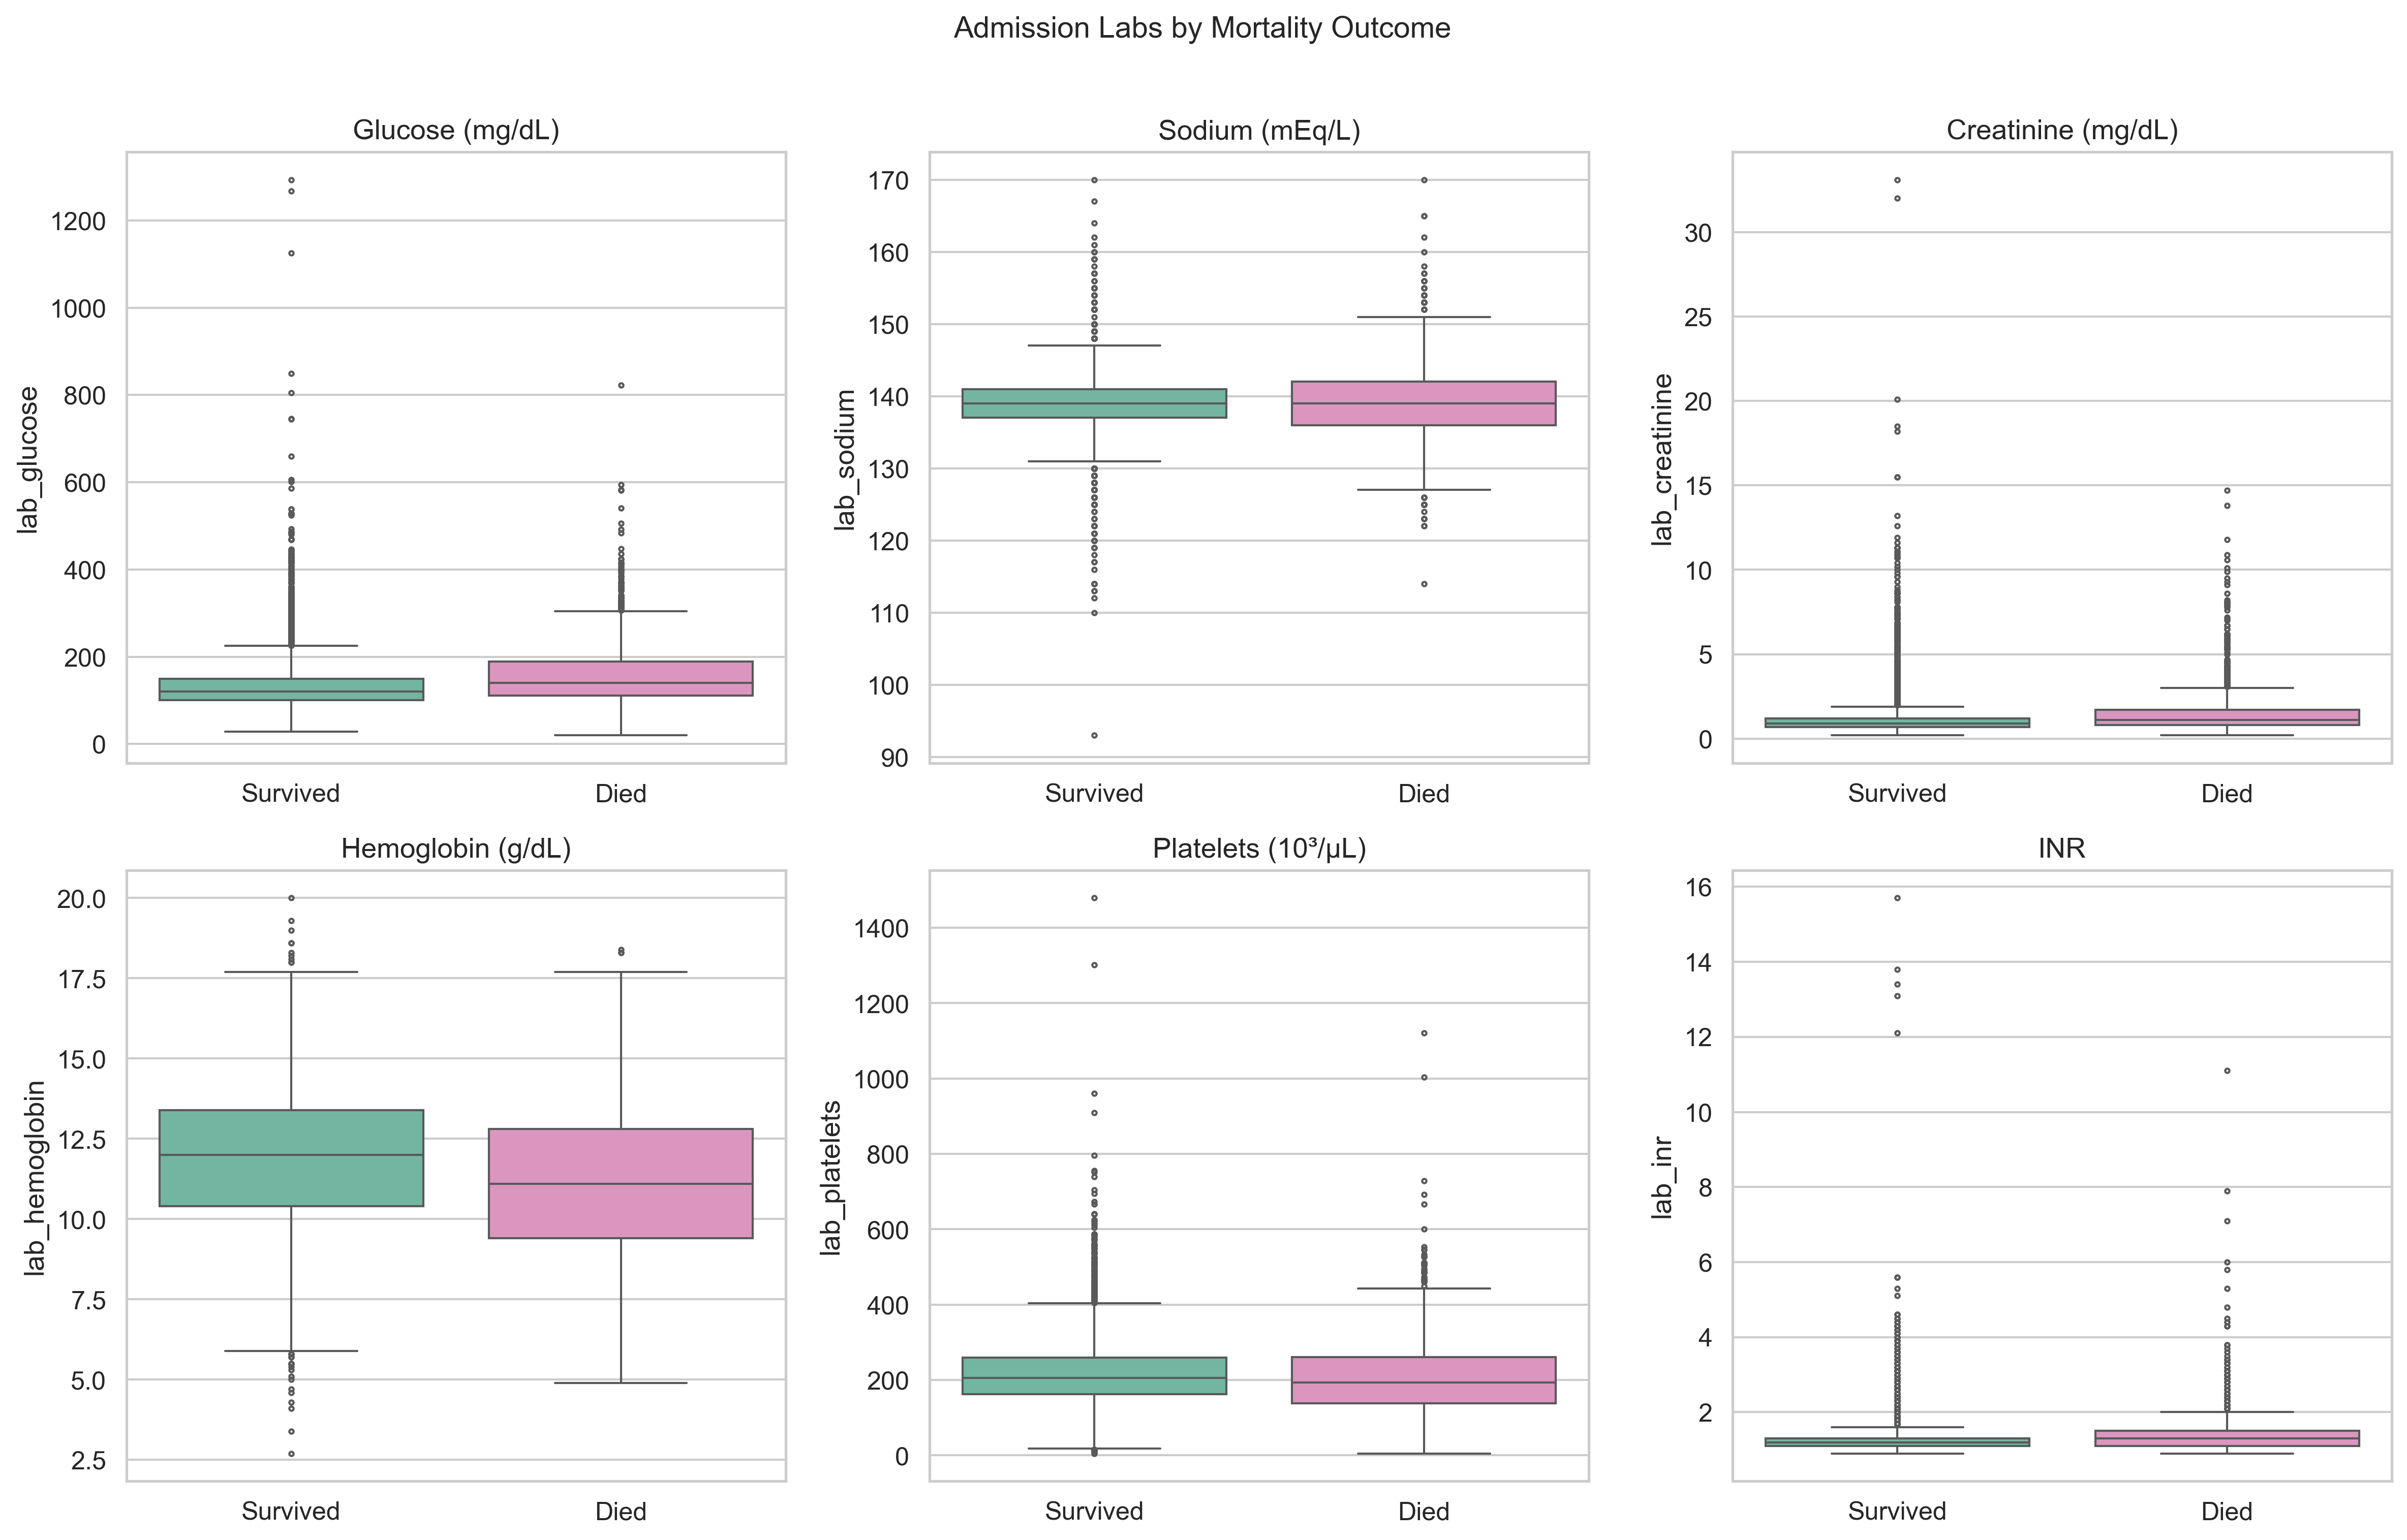 Admission Labs by Mortality Outcome
Glucose (mg/dL)
lab_glucose
1200
1000
800
600
400
200
0
Survived
Died
Sodium (mEq/L)
lab_sodium
170
160
150
140
130
120
110
100
90
Survived
Died
Creatinine (mg/dL)
lab_creatinine
30
25
20
15
10
5
0
Survived
Died
Hemoglobin (g/dL)
lab_hemoglobin
20.0
17.5
15.0
12.5
10.0
7.5
5.0
2.5
Survived
Died
Platelets (10³/µL)
lab_platelets
1400
1200
1000
800
600
400
200
0
Survived
Died
INR
lab_inr
16
14
12
10
8
6
4
2
Survived
Died